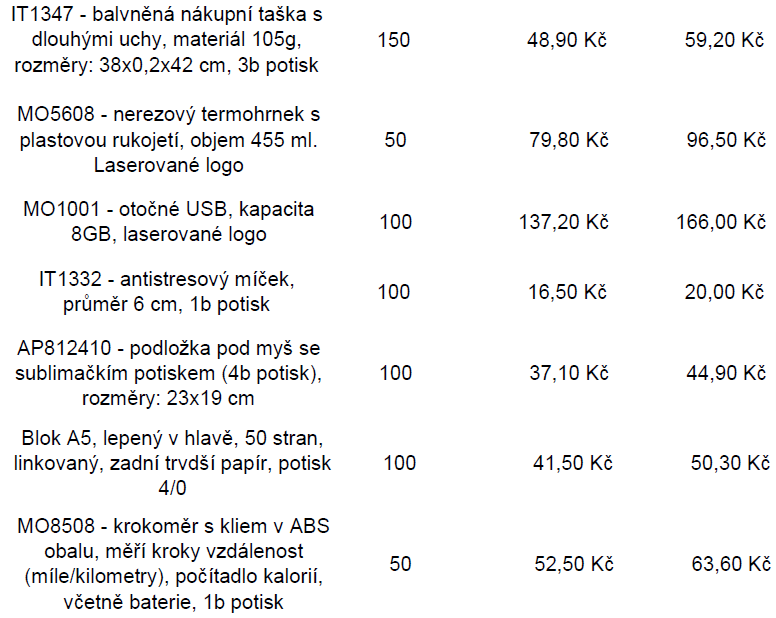 IT1347 - balvněná nákupní taška s
dlouhými uchy, materiál 105g,
rozměry: 38x0,2x42 cm, 3b potisk
150
48,90 Kč
59,20 Kč
MO5608 - nerezový termohrnek s
plastovou rukojetí, objem 455 ml.
Laserované logo
50
79,80 Kč
96,50 Kč
MO1001 - otočné USB, kapacita
8GB, laserované logo
100
137,20 Kč
166,00 Kč
IT1332 - antistresový míček,
průměr 6 cm, 1b potisk
100
16,50 Kč
20,00 Kč
AP812410 - podložka pod myš se
sublimačkím potiskem (4b potisk),
rozměry: 23x19 cm
100
37,10 Kč
44,90 Kč
Blok A5, lepený v hlavě, 50 stran,
linkovaný, zadní trvdší papír, potisk
4/0
100
41,50 Kč
50,30 Kč
MO8508 - krokoměr s kliem v ABS
obalu, měří kroky vzdálenost
(míle/kilometry), počítadlo kalorií,
včetně baterie, 1b potisk
50
52,50 Kč
63,60 Kč